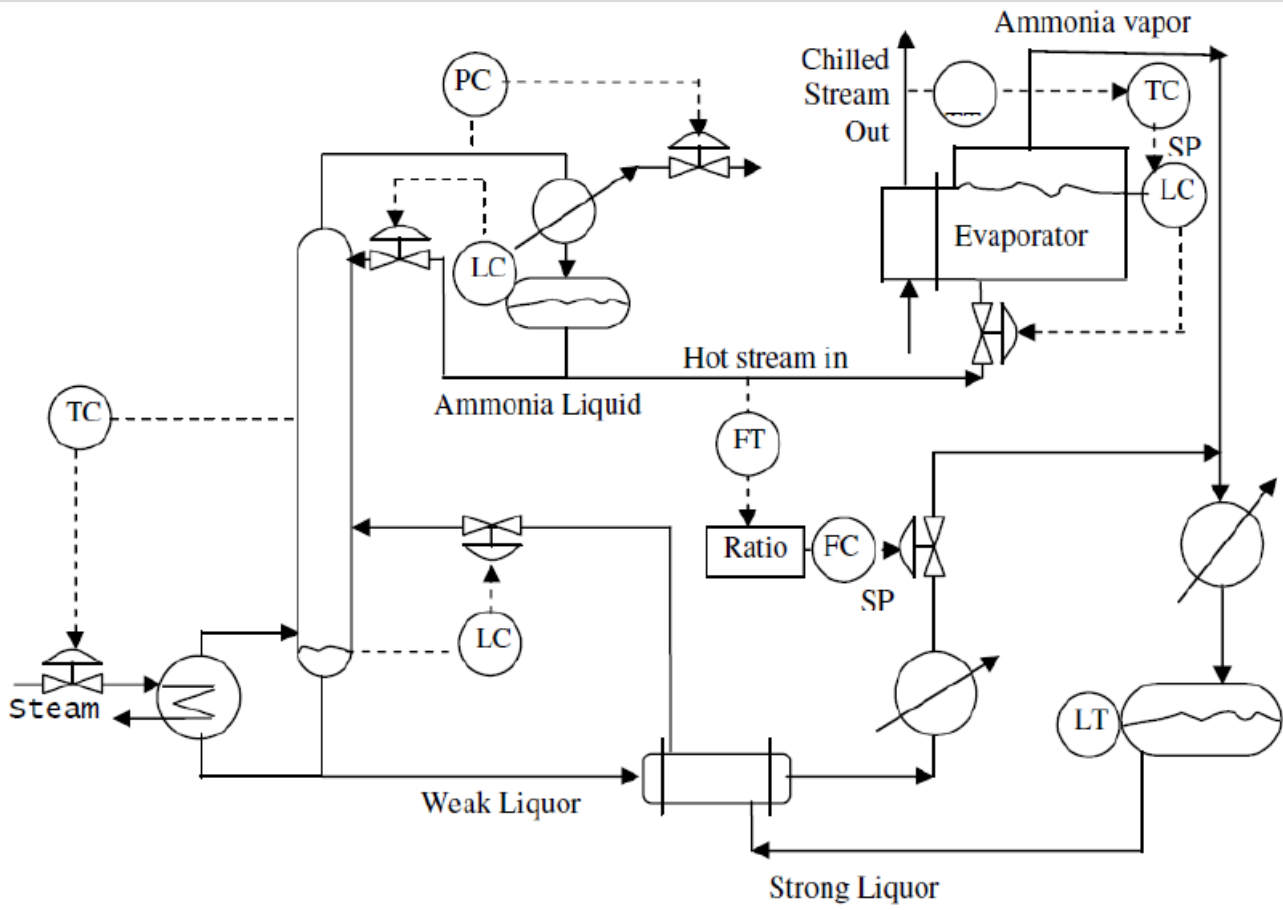 Ammonia vapor
PC
Chilled
Stream
Out
TC
SP
LC
Evaporator
LC
Hot stream in
Ammonia Liquid
TC
FT
Ratio
FC
SP
LC
Steam
LT
Weak Liquor
Strong Liquor